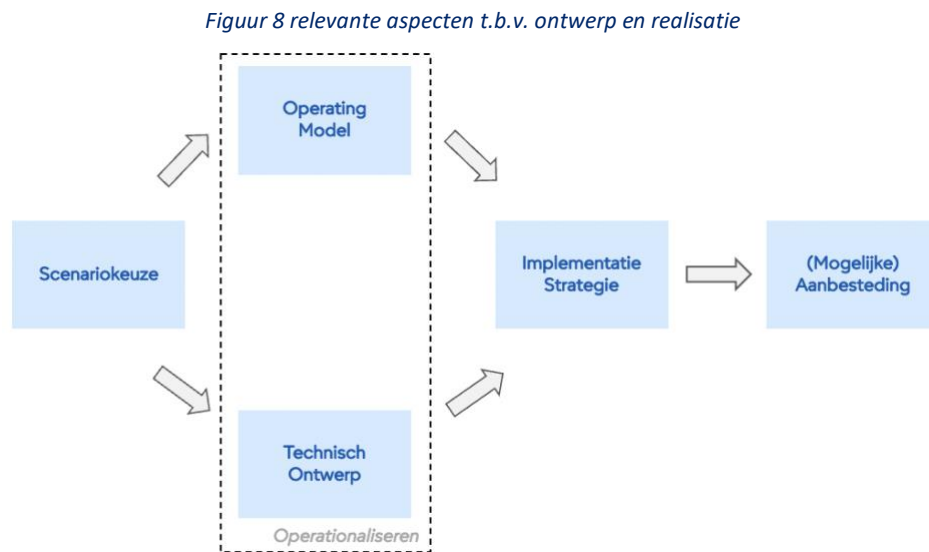 Figuur 8 relevante aspecten t.b.v. ontwerp en realisatie
Operating
Model
Scenariokeuze
Implementatie
Strategie
(Mogelijke)
Aanbesteding
Technisch
Ontwerp
Operationaliseren